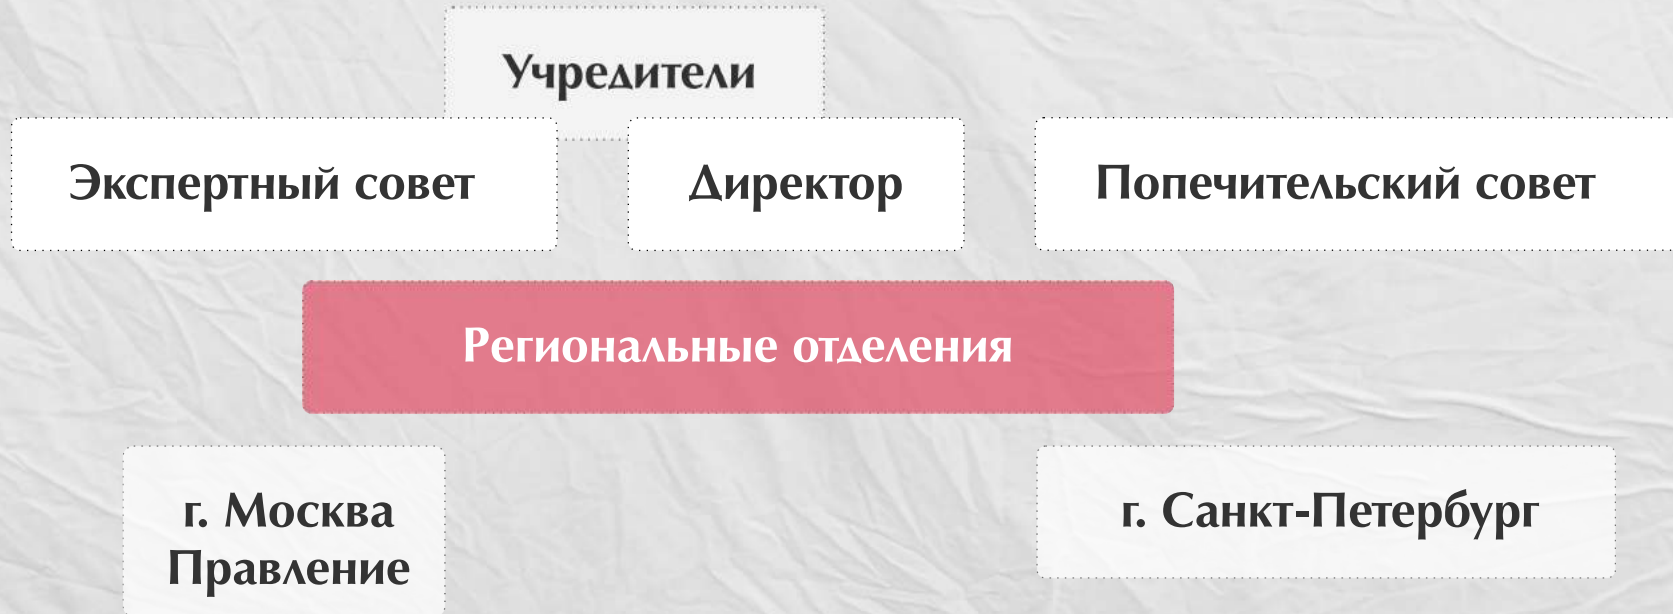 Учредители
Экспертный совет
Директор
Попечительский совет
Региональные отделения
г. Москва
Правление
г. Санкт-Петербург